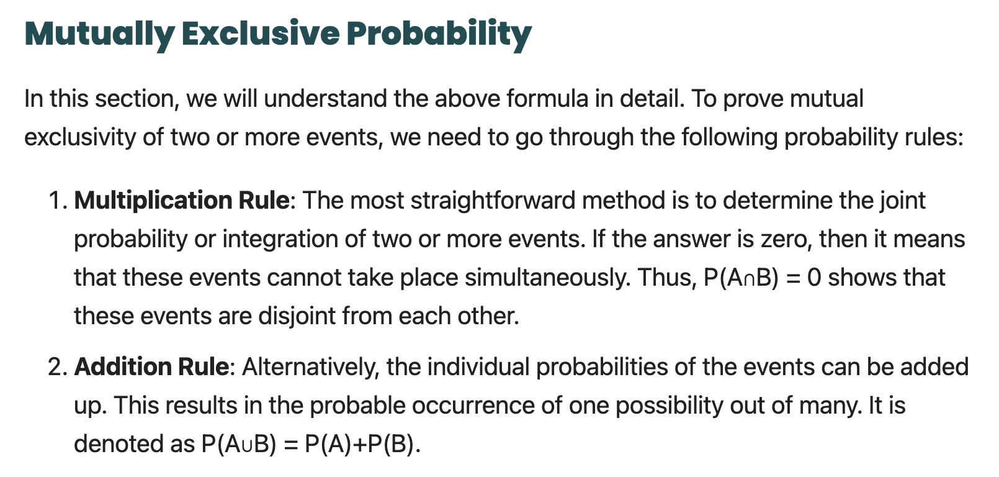 Mutually Exclusive Probability
In this section, we will understand the above formula in detail. To prove mutual
exclusivity of two or more events, we need to go through the following probability rules:
1. Multiplication Rule: The most straightforward method is to determine the joint
probability or integration of two or more events. If the answer is zero, then it means
that these events cannot take place simultaneously. Thus, P(A∩B) = 0 shows that
these events are disjoint from each other.
2. Addition Rule: Alternatively, the individual probabilities of the events can be added
up. This results in the probable occurrence of one possibility out of many. It is
denoted as P(A∪B) = P(A)+P(B).